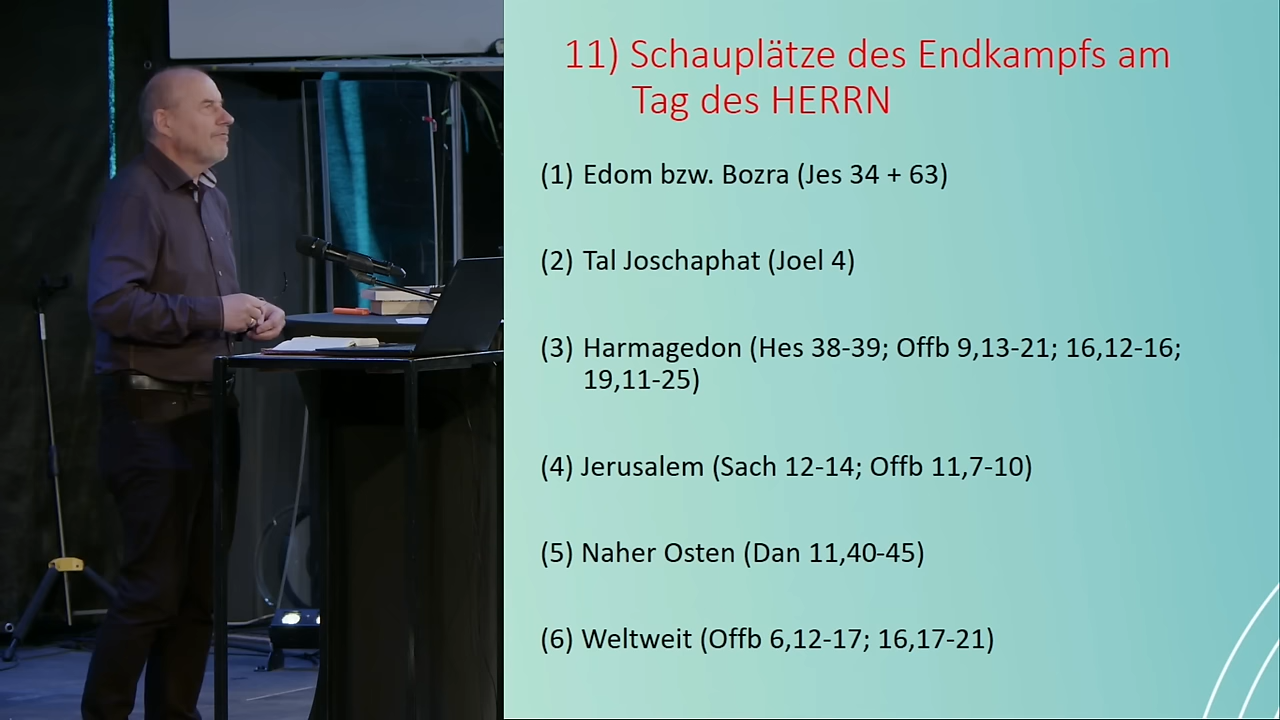 11) Schauplätze des Endkampfs am
Tag des HERRN
(1) Edom bzw. Bozra (Jes 34 + 63)
(2) Tal Joschaphat (Joel 4)
(3) Harmagedon (Hes 38-39; Offb 9,13-21; 16,12-16;
19,11-25)
(4) Jerusalem (Sach 12-14; Offb 11,7-10)
(5) Naher Osten (Dan 11,40-45)
(6) Weltweit (Offb 6,12-17; 16,17-21)